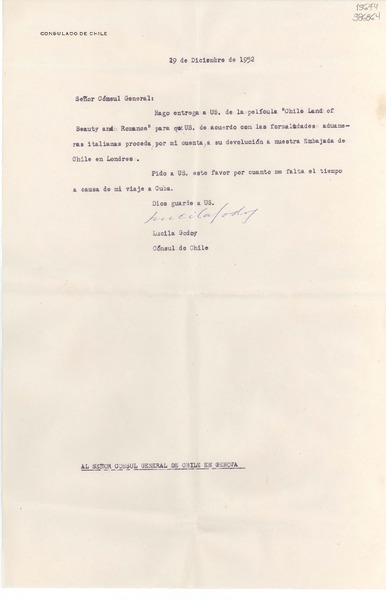 19644
386864
CONSULADO DE CHILE
29 de Diciembre de 1952
Señor Cónsul General:
Hago entrega a US. de la película "Chile Land of
Beauty and Romance" para que US. de acuerdo con las formalidades aduane-
ras italianas proceda, por mi cuenta, a su devolución a nuestra Embajada de
Chile en Londres.
Pido a US. este favor por cuanto me falta el tiempo
a causa de mi viaje a Cuba.
Dios guarde a US.
Lucila Godoy
Lucila Godoy
Cónsul de Chile
AL SEÑOR CONSUL GENERAL DE CHILE EN GENOVA